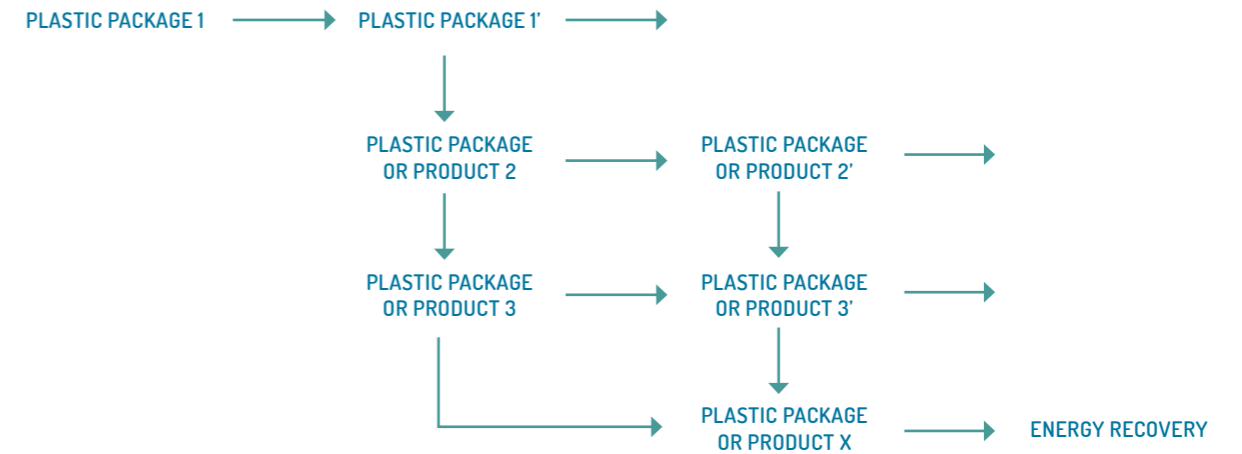 PLASTIC PACKAGE 1
PLASTIC PACKAGE 1'
PLASTIC PACKAGE
OR PRODUCT 2
PLASTIC PACKAGE
OR PRODUCT 2'
PLASTIC PACKAGE
OR PRODUCT 3
PLASTIC PACKAGE
OR PRODUCT 3'
PLASTIC PACKAGE
OR PRODUCT X
ENERGY RECOVERY